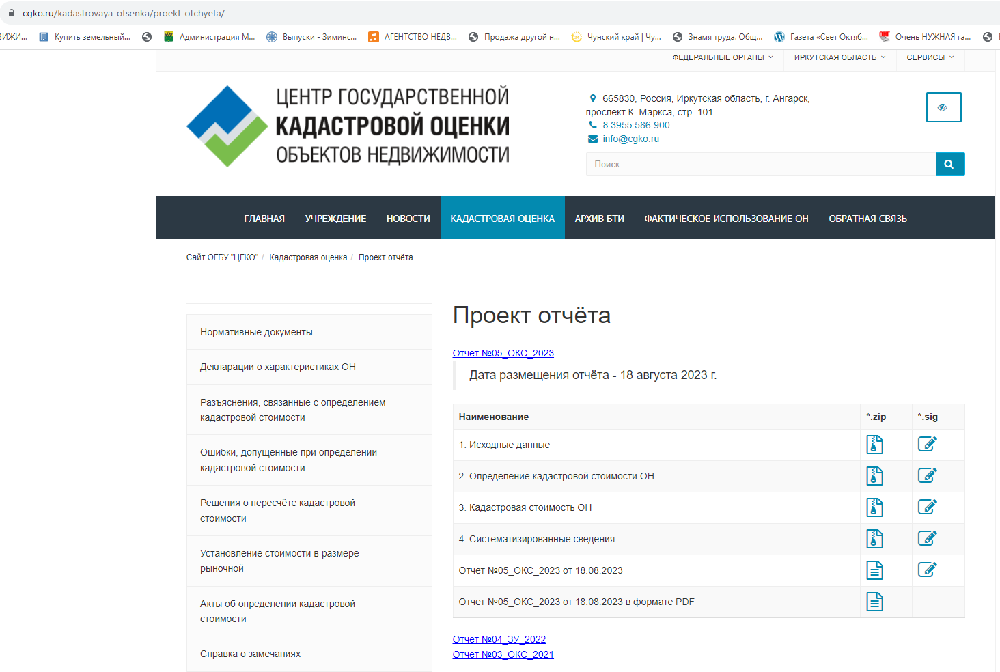 cgko.ru/kadastrovaya-otsenka/proekt-otchyeta/
ВИЖИ... Купить земельный... Администрация М... Выпуски - Зиминс... АГЕНТСТВО НЕДВ... Продажа другой н... Чунский край | Чу... Знамя труда. Общ... Газета «Свет Октяб... Очень НУЖНАЯ га...
ФЕДЕРАЛЬНЫЕ ОРГАНЫ ИРКУТСКАЯ ОБЛАСТЬ СЕРВИСЫ
ЦЕНТР ГОСУДАРСТВЕННОЙ
КАДАСТРОВОЙ ОЦЕНКИ
ОБЪЕКТОВ НЕДВИЖИМОСТИ
665830, Россия, Иркутская область, г. Ангарск,
проспект К. Маркса, стр. 101
8 3955 586-900
info@cgko.ru
Поиск...
ГЛАВНАЯ УЧРЕЖДЕНИЕ НОВОСТИ КАДАСТРОВАЯ ОЦЕНКА АРХИВ БТИ ФАКТИЧЕСКОЕ ИСПОЛЬЗОВАНИЕ ОН ОБРАТНАЯ СВЯЗЬ
Сайт ОГБУ "ЦГКО" / Кадастровая оценка / Проект отчёта
Нормативные документы
Декларации о характеристиках ОН
Разъяснения, связанные с определением
кадастровой стоимости
Ошибки, допущенные при определении
кадастровой стоимости
Решения о пересчёте кадастровой
стоимости
Установление стоимости в размере
рыночной
Акты об определении кадастровой
стоимости
Справка о замечаниях
Проект отчёта
Отчет №05_ОКС_2023
Дата размещения отчёта - 18 августа 2023 г.
Наименование *.zip *.sig
1. Исходные данные
2. Определение кадастровой стоимости ОН
3. Кадастровая стоимость ОН
4. Систематизированные сведения
Отчет №05_ОКС_2023 от 18.08.2023
Отчет №05_ОКС_2023 от 18.08.2023 в формате PDF
Отчет №04_ЗУ_2022
Отчет №03_ОКС_2021